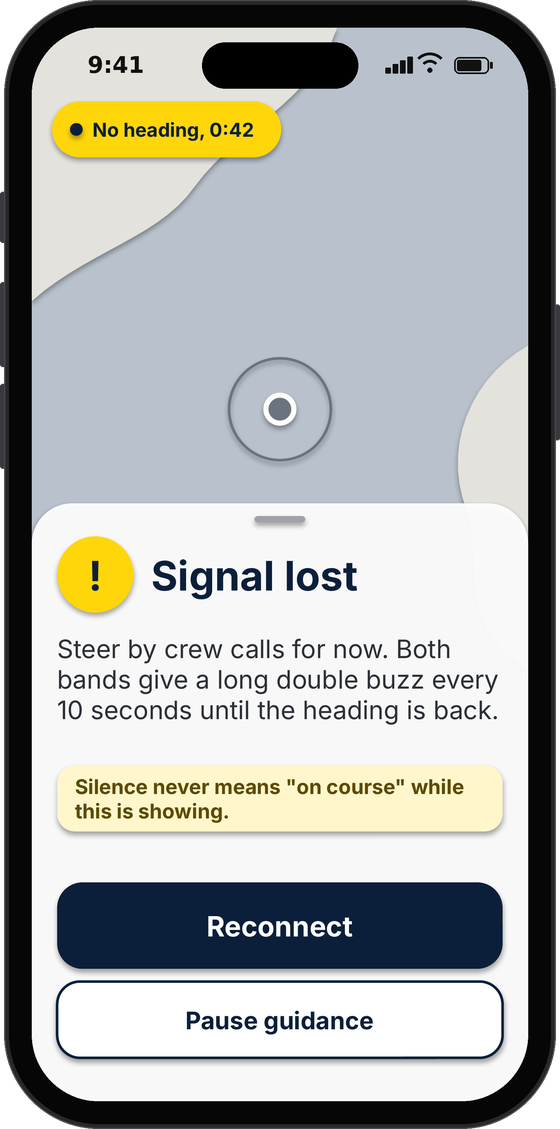 9:41
No heading, 0:42
!
Signal lost
Steer by crew calls for now. Both
bands give a long double buzz every
10 seconds until the heading is back.
Silence never means "on course" while
this is showing.
Reconnect
Pause guidance